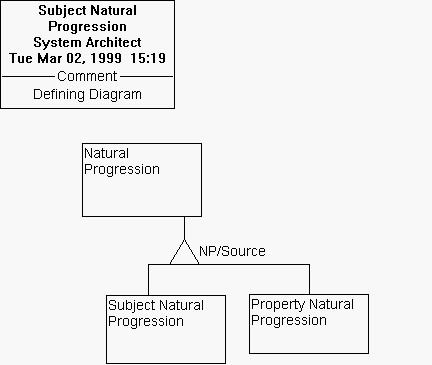 Subject Natural
Progression
System Architect
Tue Mar 02, 1999  15:19
Comment
Defining Diagram
Natural
Progression
NP/Source
Subject Natural
Progression
Property Natural
Progression